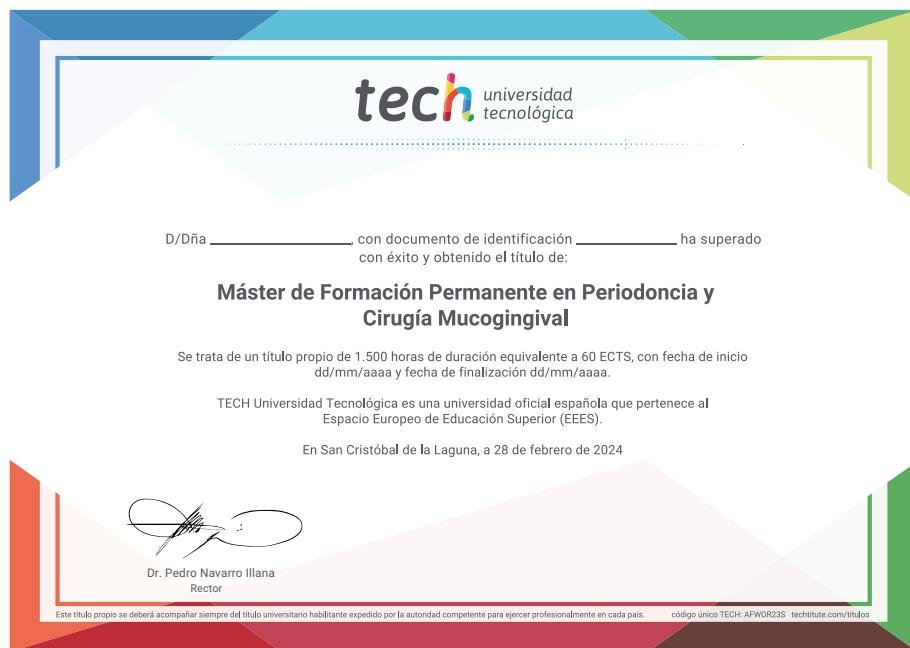 tech universidad
tecnológica
D/Dña ____________________, con documento de identificación ______________ ha superado
con éxito y obtenido el título de:
Máster de Formación Permanente en Periodoncia y
Cirugía Mucogingival
Se trata de un título propio de 1.500 horas de duración equivalente a 60 ECTS, con fecha de inicio
dd/mm/aaaa y fecha de finalización dd/mm/aaaa.
TECH Universidad Tecnológica es una universidad oficial española que pertenece al
Espacio Europeo de Educación Superior (EEES).
En San Cristóbal de la Laguna, a 28 de febrero de 2024
Dr. Pedro Navarro Illana
Rector
Este título propio se deberá acompañar siempre del título universitario habilitante expedido por la autoridad competente para ejercer profesionalmente en cada país. código único TECH: AFWOR23S techtitute.com/titulos